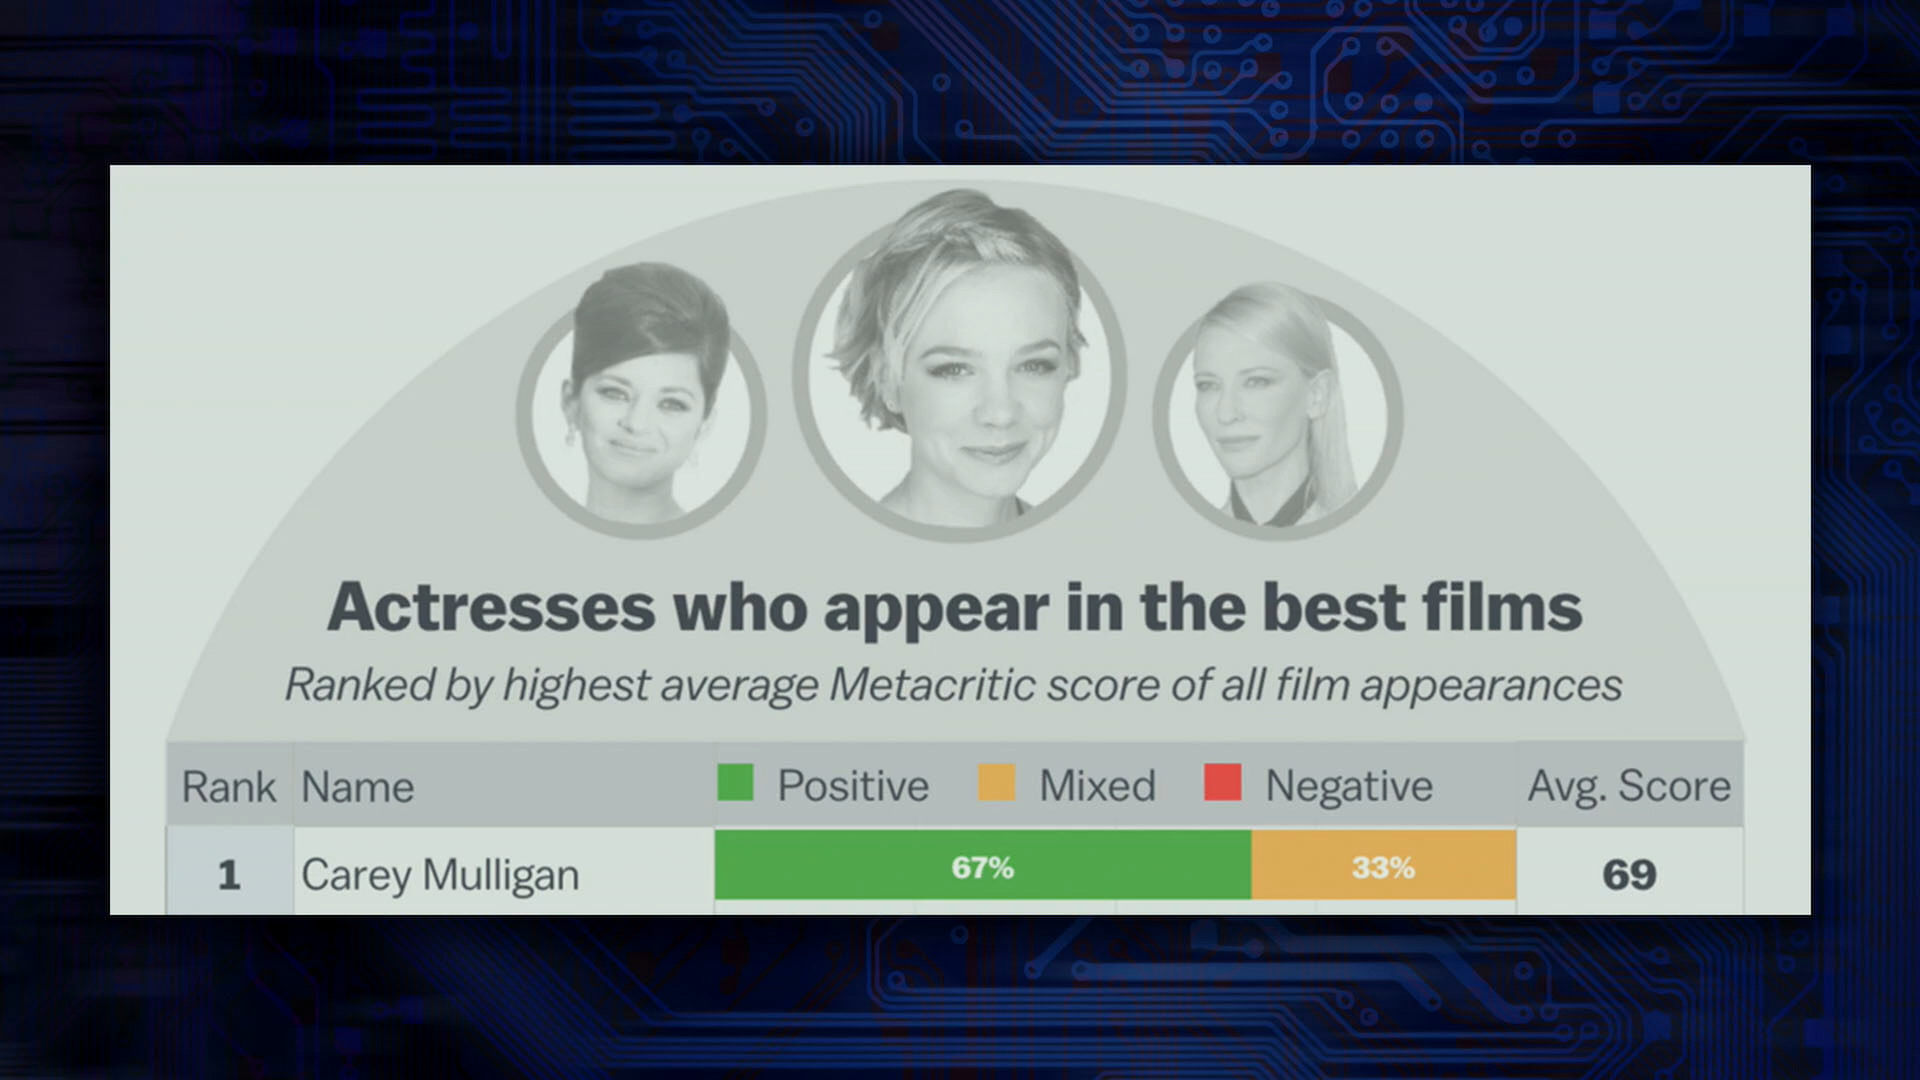 Actresses who appear in the best films
Ranked by highest average Metacritic score of all film appearances
Rank Name Positive Mixed Negative Avg. Score
1 Carey Mulligan 67% 33% 69